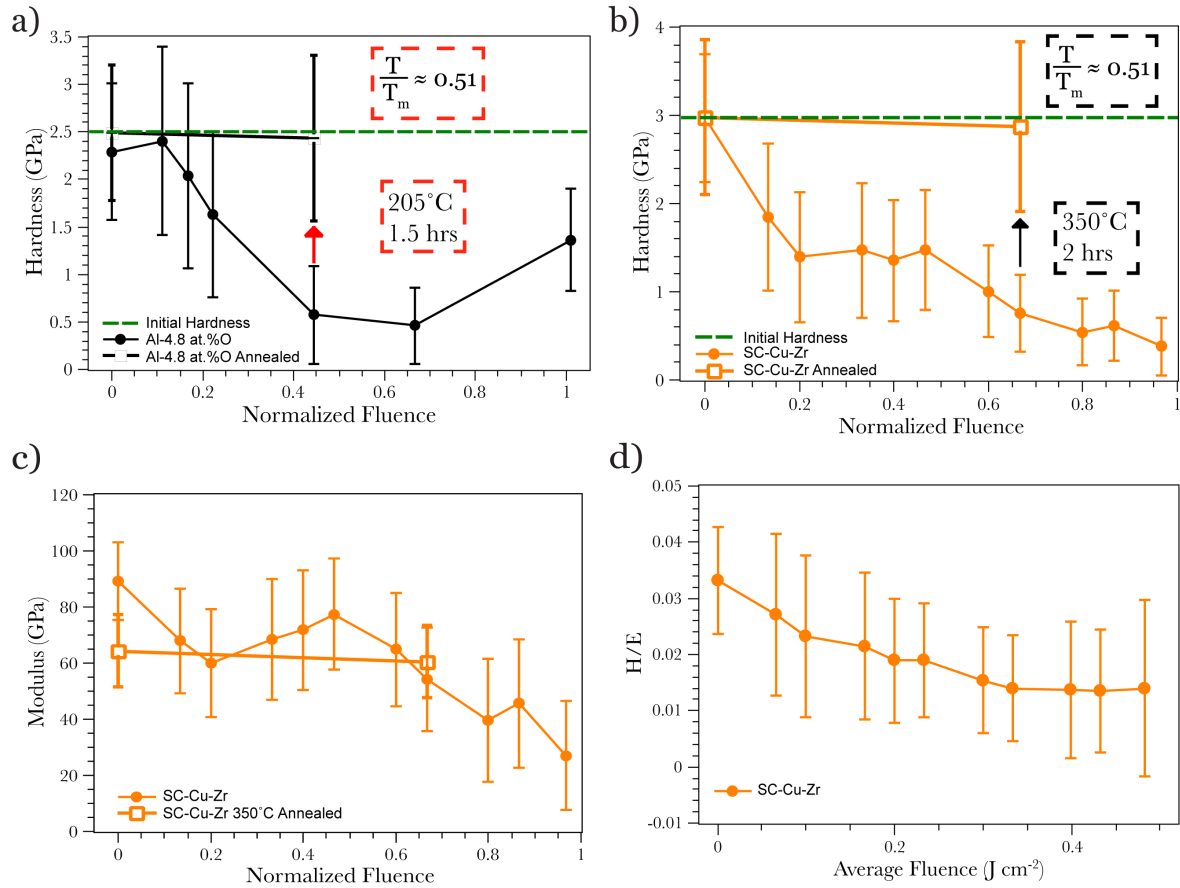 a)
3.5
3
2.5
2
1.5
1
0.5
0
Hardness (GPa)
T
T_m ≈ 0.51
205°C
1.5 hrs
Initial Hardness
Al-4.8 at.%O
Al-4.8 at.%O Annealed
0 0.2 0.4 0.6 0.8 1
Normalized Fluence
b)
4
3
2
1
0
Hardness (GPa)
T
T_m ≈ 0.51
350°C
2 hrs
Initial Hardness
SC-Cu-Zr
SC-Cu-Zr Annealed
0 0.2 0.4 0.6 0.8 1
Normalized Fluence
c)
120
100
80
60
40
20
0
Modulus (GPa)
SC-Cu-Zr
SC-Cu-Zr 350°C Annealed
0 0.2 0.4 0.6 0.8 1
Normalized Fluence
d)
0.05
0.04
0.03
0.02
0.01
0
-0.01
H/E
SC-Cu-Zr
0 0.2 0.4
Average Fluence (J cm⁻²)